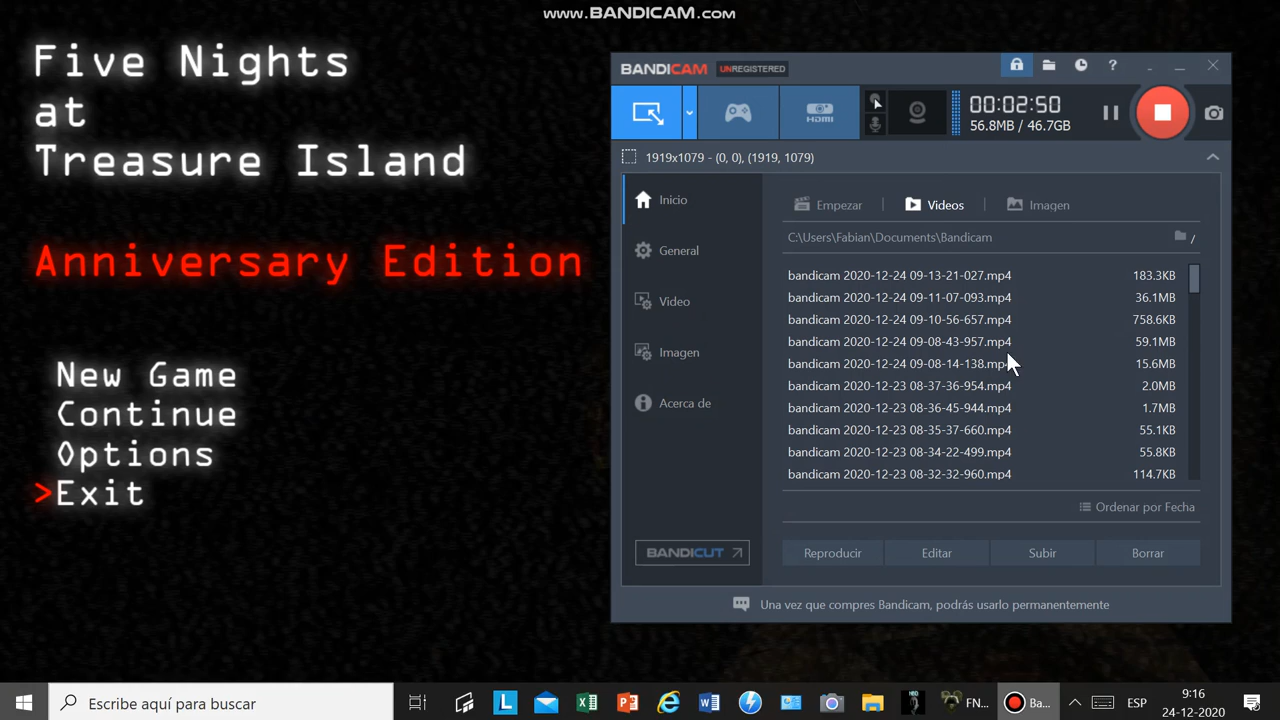 www.BANDICAM.com
Five Nights
at
Treasure Island
Anniversary Edition
New Game
Continue
Options
>Exit
BANDICAM UNREGISTERED
?
HDMI
00:02:50
56.8MB / 46.7GB
1919x1079 - (0, 0), (1919, 1079)
Inicio
General
Video
Imagen
Acerca de
BANDICUT
Empezar
Videos
Imagen
C:\Users\Fabian\Documents\Bandicam
/
bandicam 2020-12-24 09-13-21-027.mp4 183.3KB
bandicam 2020-12-24 09-11-07-093.mp4 36.1MB
bandicam 2020-12-24 09-10-56-657.mp4 758.6KB
bandicam 2020-12-24 09-08-43-957.mp4 59.1MB
bandicam 2020-12-24 09-08-14-138.mp4 15.6MB
bandicam 2020-12-23 08-37-36-954.mp4 2.0MB
bandicam 2020-12-23 08-36-45-944.mp4 1.7MB
bandicam 2020-12-23 08-35-37-660.mp4 55.1KB
bandicam 2020-12-23 08-34-22-499.mp4 55.8KB
bandicam 2020-12-23 08-32-32-960.mp4 114.7KB
Ordenar por Fecha
Reproducir Editar Subir Borrar
Una vez que compres Bandicam, podrás usarlo permanentemente
Escribe aquí para buscar
FN...
Ba...
ESP
9:16
24-12-2020